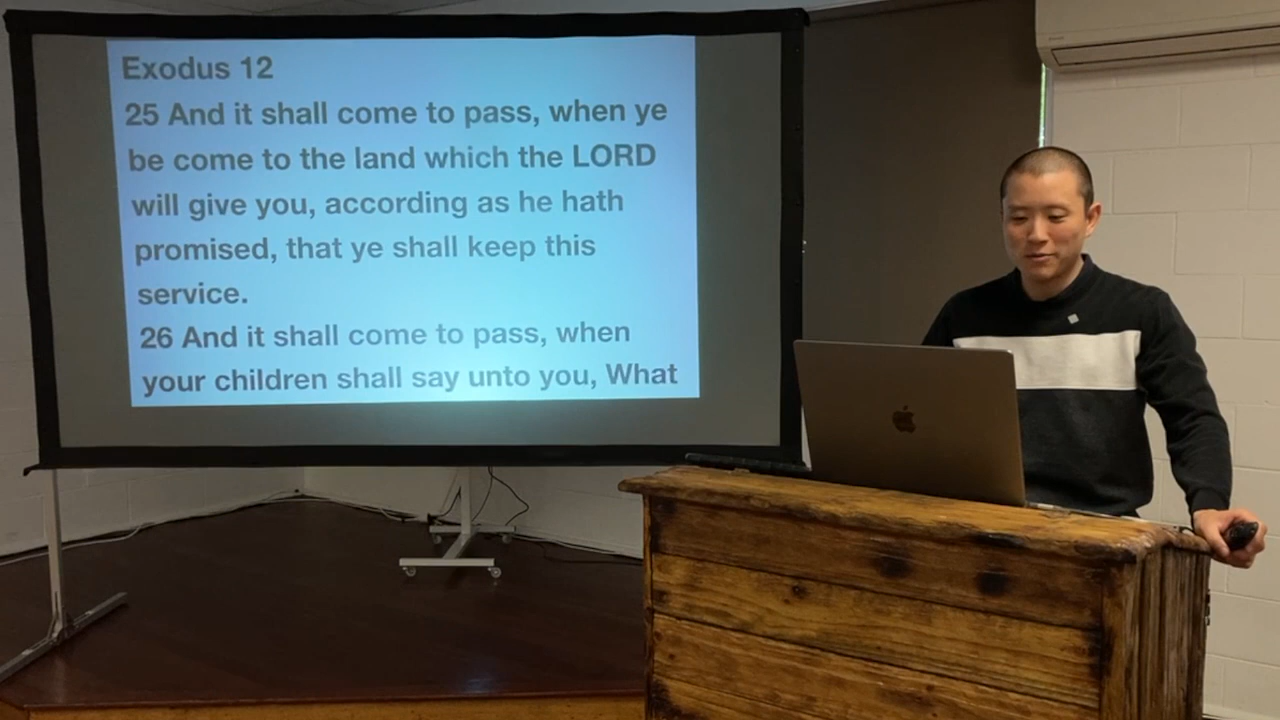 Exodus 12
25 And it shall come to pass, when ye
be come to the land which the LORD
will give you, according as he hath
promised, that ye shall keep this
service.
26 And it shall come to pass, when
your children shall say unto you, What